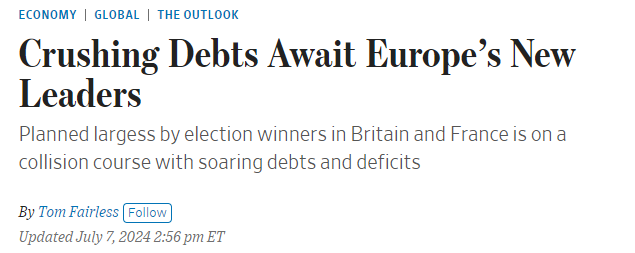 ECONOMY | GLOBAL | THE OUTLOOK
Crushing Debts Await Europe’s New
Leaders
Planned largess by election winners in Britain and France is on a
collision course with soaring debts and deficits
By Tom Fairless Follow
Updated July 7, 2024 2:56 pm ET